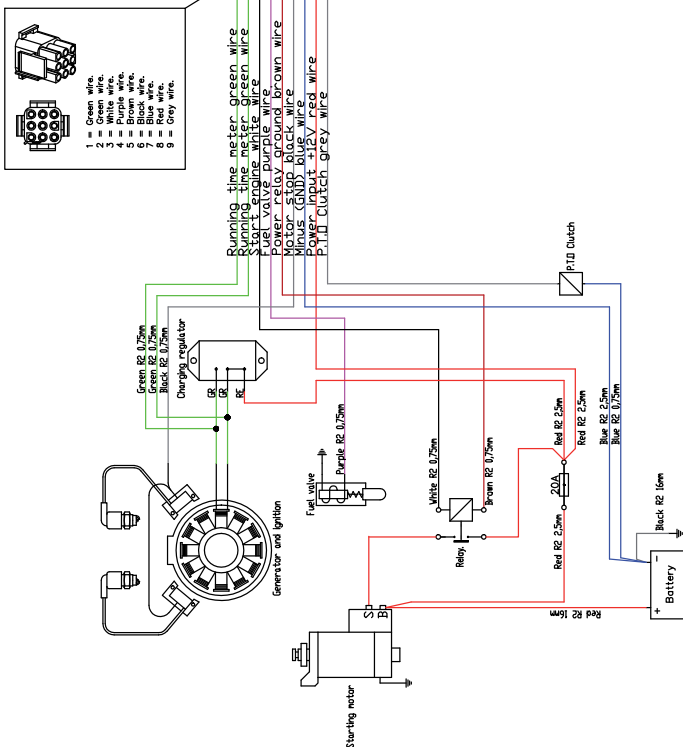 1 = Green wire.
2 = Green wire.
3 = White wire.
4 = Purple wire.
5 = Brown wire.
6 = Black wire.
7 = Blue wire.
8 = Red wire.
9 = Grey wire.
Running time meter green wire
Running time meter green wire
Start engine white wire
Fuel valve purple wire
Power relay ground brown wire
Motor stop black wire
Minus (GND) blue wire
Power input +12V red wire
P.T.O Clutch grey wire
P.T.O Clutch
Green R2 0,75mm
Green R2 0,75mm
Black R2 0,75mm
Charging regulator
GR
GR
RE
Generator and Ignition
Fuel valve
Purple R2 0,75mm
White R2 0,75mm
Brown R2 0,75mm
Relay.
Red R2 2,5mm
Red R2 2,5mm
20A
Red R2 2,5mm
Blue R2 2,5mm
Blue R2 0,75mm
Black R2 16mm
Red R2 16mm
S
B
Starting motor
+
-
Battery